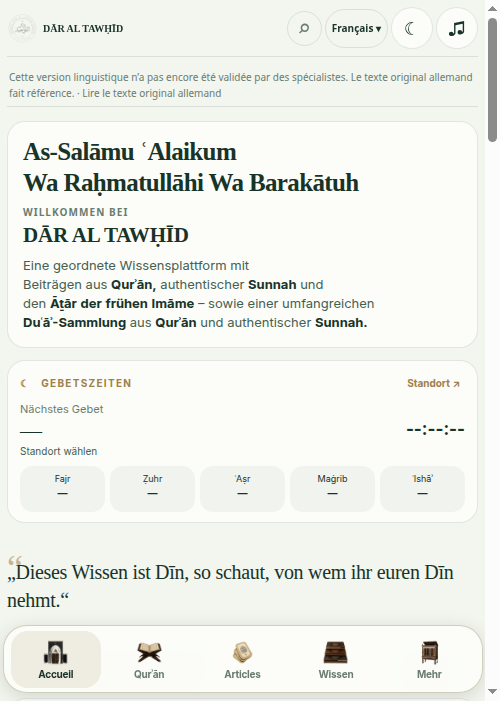 DĀR AL TAWḤĪD
Français ▾
Cette version linguistique n'a pas encore été validée par des spécialistes. Le texte original allemand
fait référence. · Lire le texte original allemand
As-Salāmu ʿAlaikum
Wa Raḥmatullāhi Wa Barakātuh
WILLKOMMEN BEI
DĀR AL TAWḤĪD
Eine geordnete Wissensplattform mit
Beiträgen aus Qurʾān, authentischer Sunnah und
den Āṯār der frühen Imāme – sowie einer umfangreichen
Duʿāʾ-Sammlung aus Qurʾān und authentischer Sunnah.
GEBETSZEITEN
Standort ↗
Nächstes Gebet
—
--:--:--
Standort wählen
Fajr
Ẓuhr
ʿAṣr
Maġrib
ʿIshāʾ
— — — — —
„Dieses Wissen ist Dīn, so schaut, von wem ihr euren Dīn
nehmt.“
Accueil
Qurʾān
Articles
Wissen
Mehr